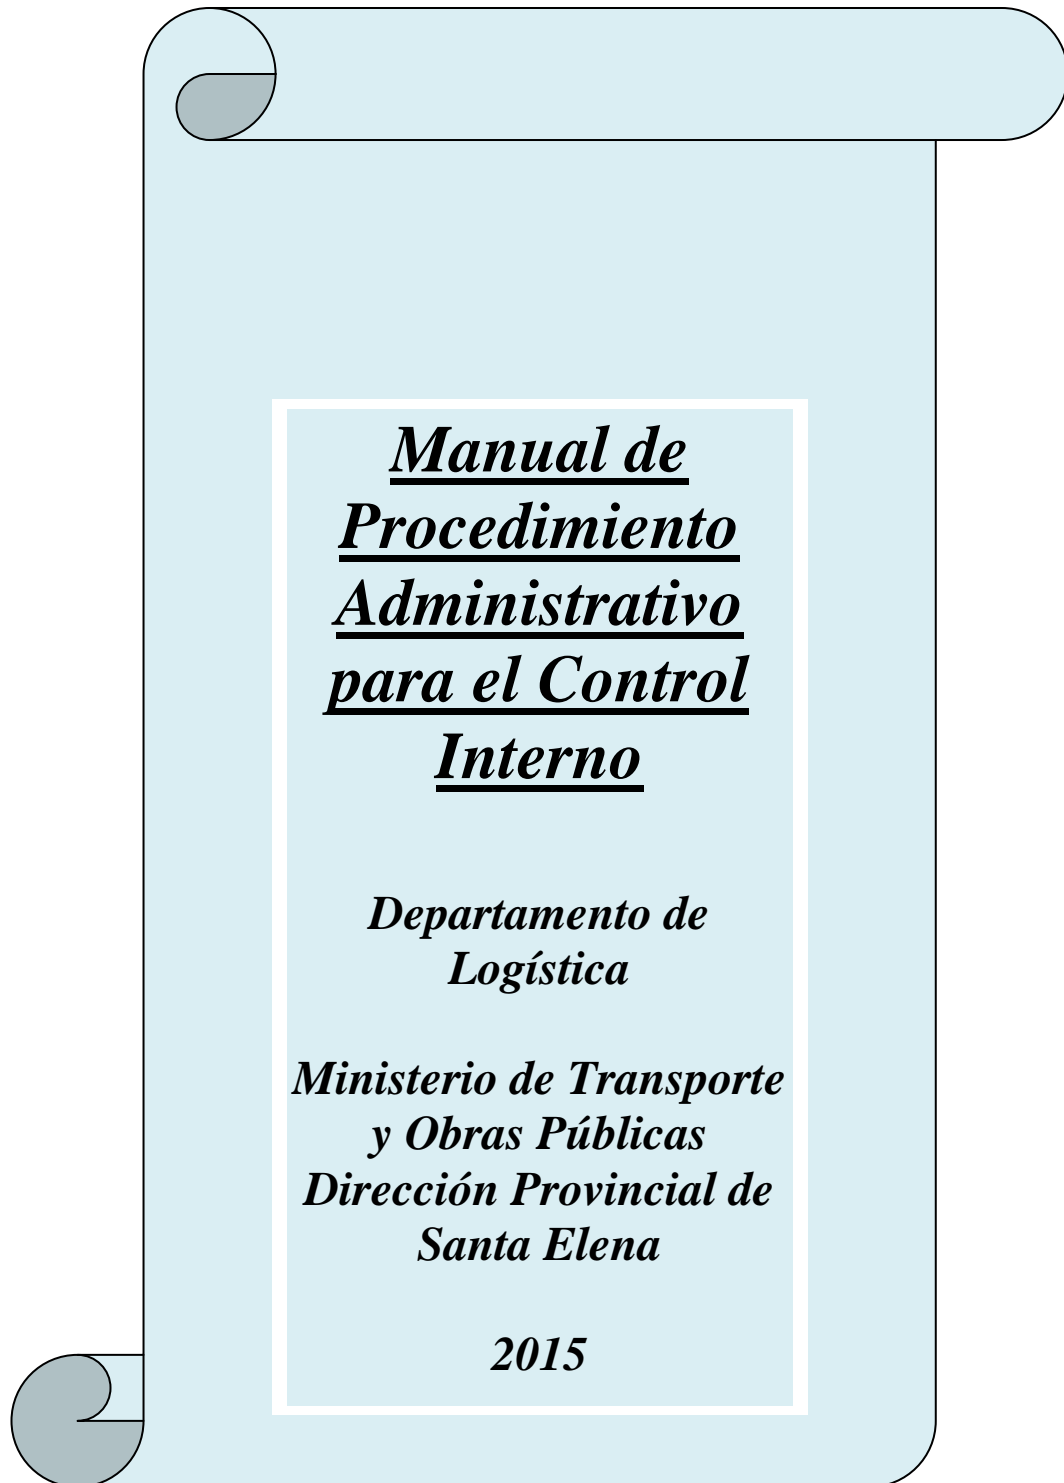 Manual de
Procedimiento
Administrativo
para el Control
Interno
Departamento de
Logística
Ministerio de Transporte
y Obras Públicas
Dirección Provincial de
Santa Elena
2015